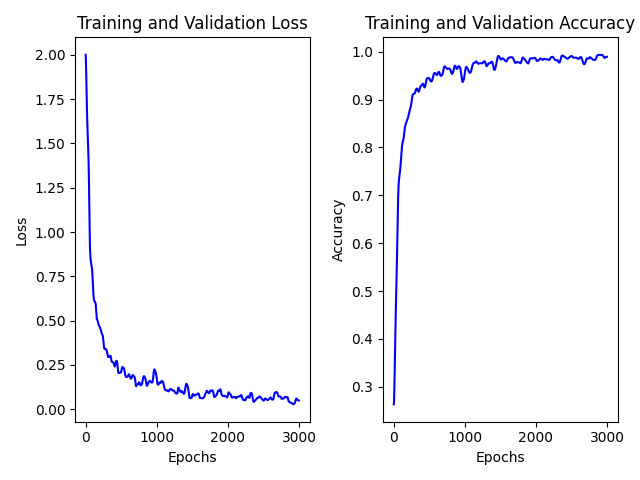 Training and Validation Loss
2.00
1.75
1.50
1.25
1.00
0.75
0.50
0.25
0.00
Loss
0 1000 2000 3000
Epochs
Training and Validation Accuracy
1.0
0.9
0.8
0.7
0.6
0.5
0.4
0.3
Accuracy
0 1000 2000 3000
Epochs